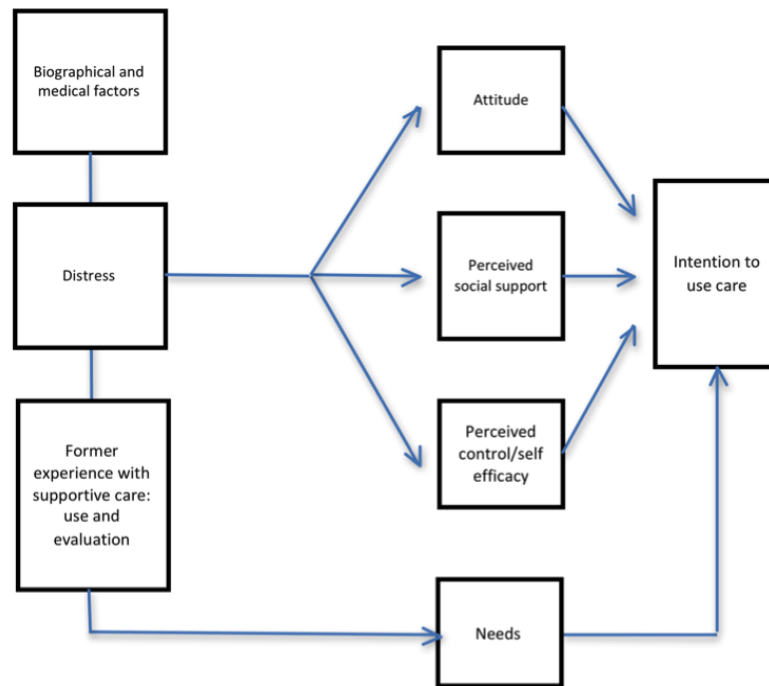 Biographical and
medical factors
Distress
Former
experience with
supportive care:
use and
evaluation
Attitude
Perceived
social support
Perceived
control/self
efficacy
Needs
Intention to
use care